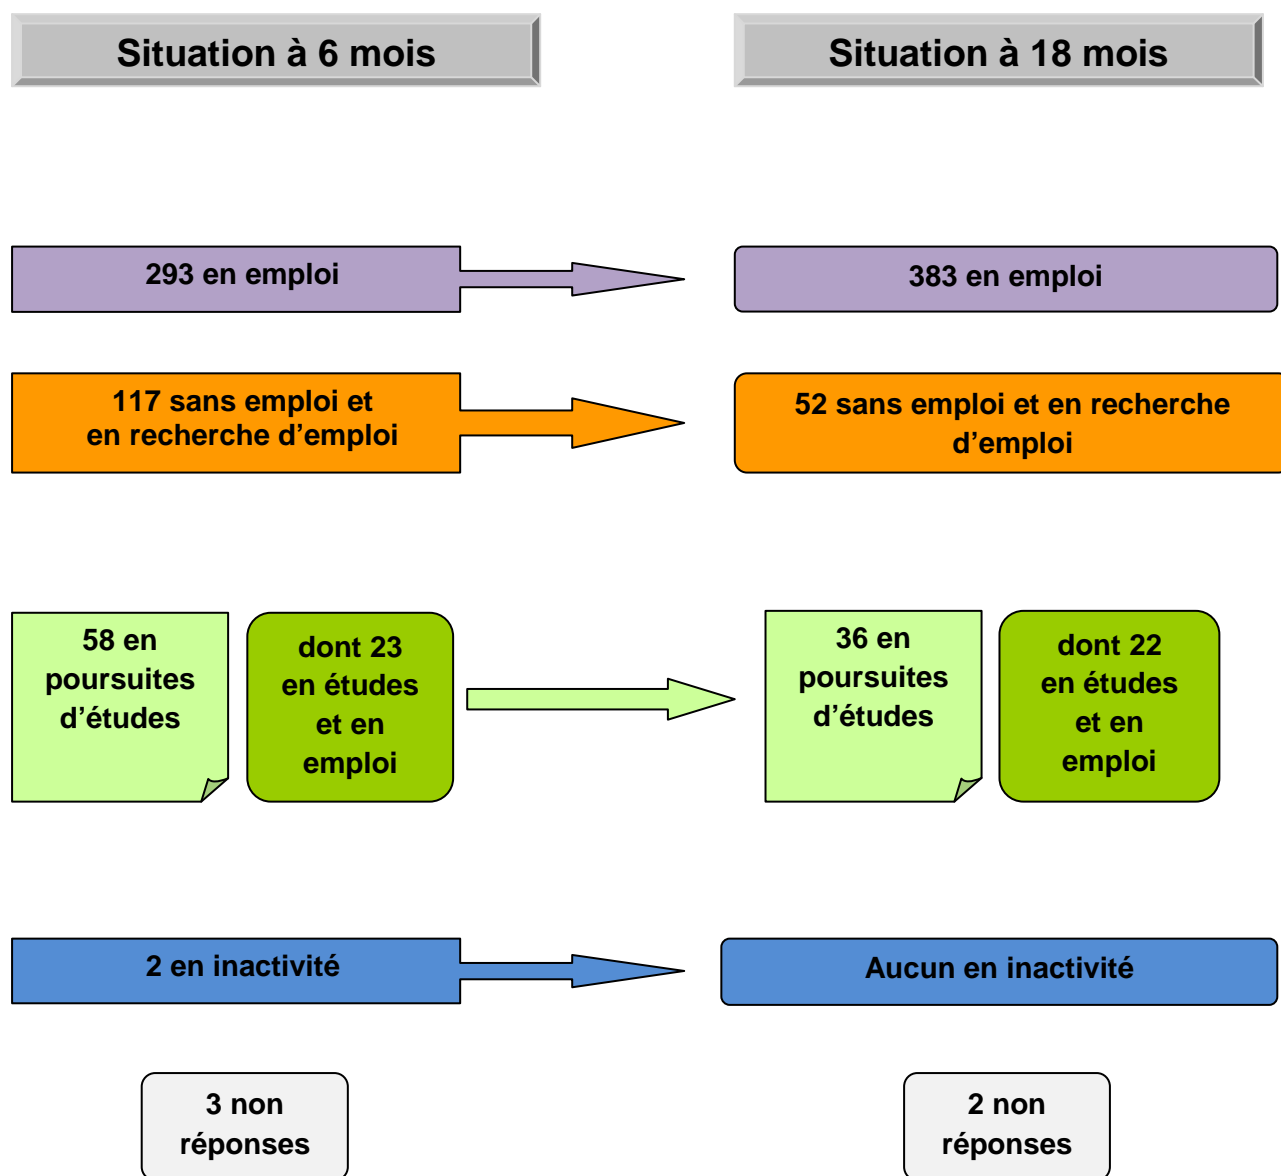 Situation à 6 mois
Situation à 18 mois
293 en emploi
383 en emploi
117 sans emploi et
en recherche d'emploi
52 sans emploi et en recherche
d'emploi
58 en
poursuites
d'études
dont 23
en études
et en
emploi
36 en
poursuites
d'études
dont 22
en études
et en
emploi
2 en inactivité
Aucun en inactivité
3 non
réponses
2 non
réponses